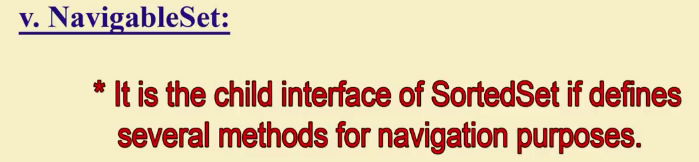 v. NavigableSet:
* It is the child interface of SortedSet if defines
several methods for navigation purposes.